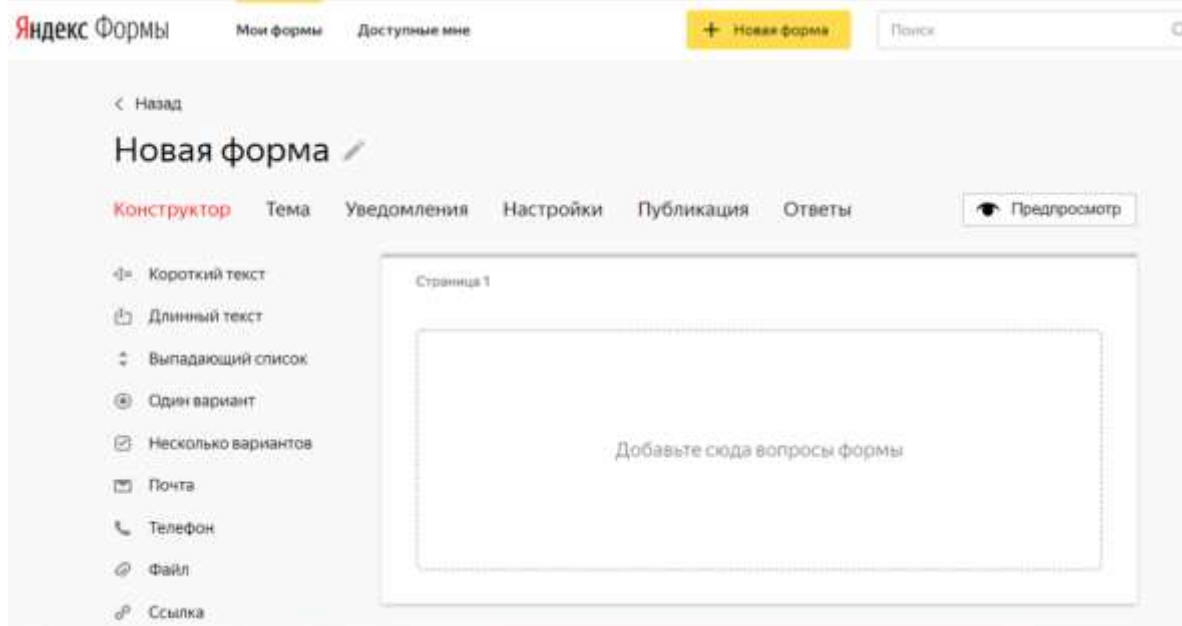 Яндекс Формы Мои формы Доступные мне + Новая форма Поиск
< Назад
Новая форма
Конструктор Тема Уведомления Настройки Публикация Ответы Предпросмотр
Короткий текст
Страница 1
Длинный текст
Выпадающий список
Один вариант
Несколько вариантов
Добавьте сюда вопросы формы
Почта
Телефон
Файл
Ссылка